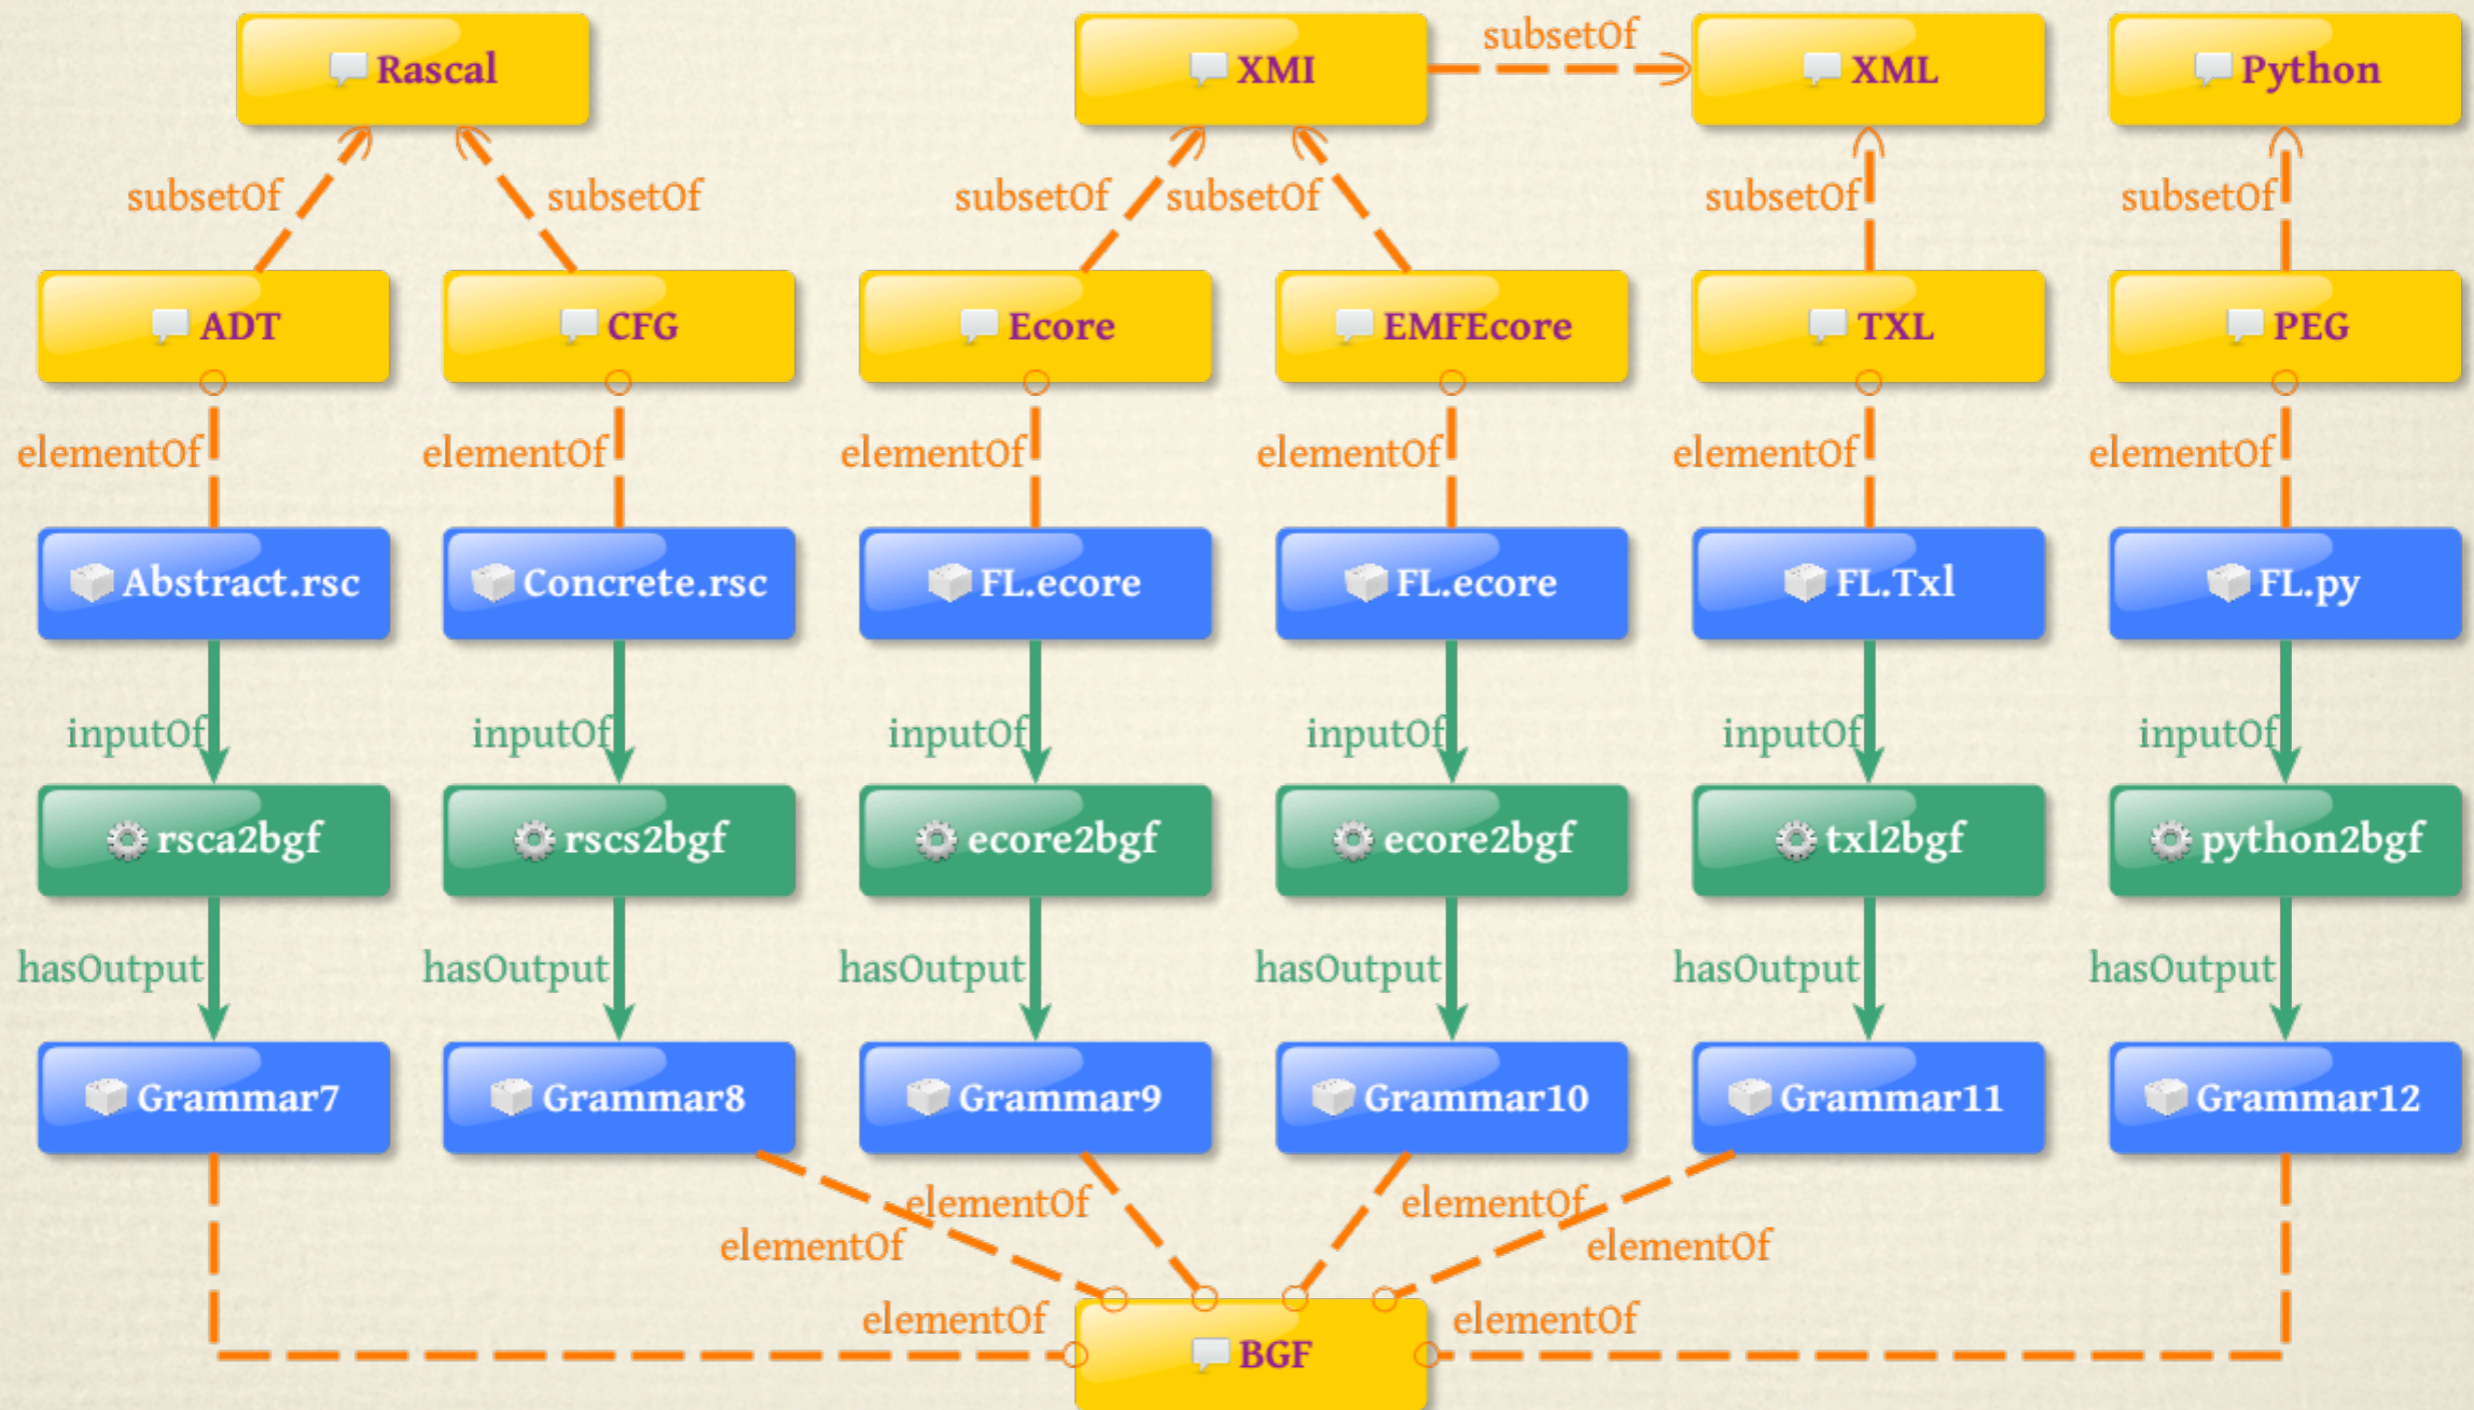 subsetOf
Rascal
XMI
XML
Python
subsetOf
subsetOf
subsetOf
subsetOf
subsetOf
subsetOf
ADT
CFG
Ecore
EMFEcore
TXL
PEG
elementOf
elementOf
elementOf
elementOf
elementOf
elementOf
Abstract.rsc
Concrete.rsc
FL.ecore
FL.ecore
FL.Txl
FL.py
inputOf
inputOf
inputOf
inputOf
inputOf
inputOf
rsca2bgf
rscs2bgf
ecore2bgf
ecore2bgf
txl2bgf
python2bgf
hasOutput
hasOutput
hasOutput
hasOutput
hasOutput
hasOutput
Grammar7
Grammar8
Grammar9
Grammar10
Grammar11
Grammar12
elementOf
elementOf
elementOf
elementOf
elementOf
elementOf
BGF